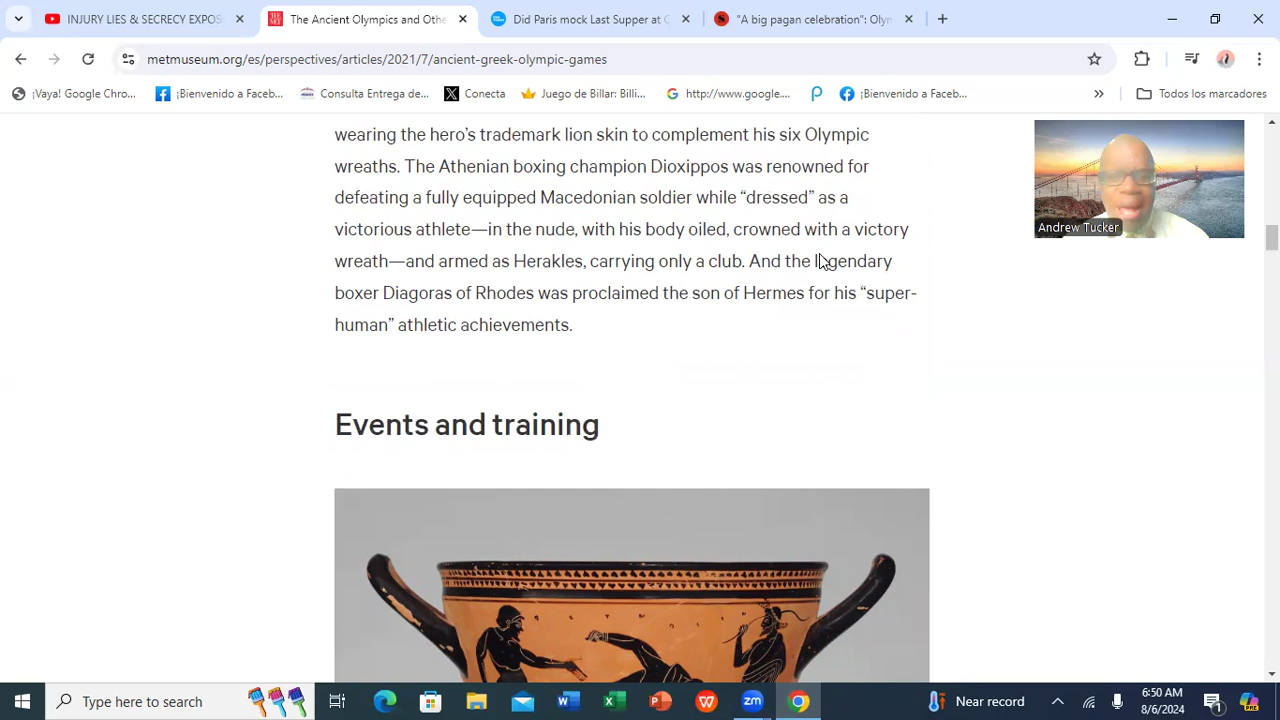 INJURY LIES & SECRECY EXPOS
The Ancient Olympics and Othe
Did Paris mock Last Supper at O
"A big pagan celebration": Olym
metmuseum.org/es/perspectives/articles/2021/7/ancient-greek-olympic-games
¡Vaya! Google Chro...
¡Bienvenido a Faceb...
Consulta Entrega de...
Conecta
Juego de Billar: Billi...
http://www.google....
¡Bienvenido a Faceb...
Todos los marcadores
wearing the hero’s trademark lion skin to complement his six Olympic
wreaths. The Athenian boxing champion Dioxippos was renowned for
defeating a fully equipped Macedonian soldier while “dressed” as a
victorious athlete—in the nude, with his body oiled, crowned with a victory
wreath—and armed as Herakles, carrying only a club. And the legendary
boxer Diagoras of Rhodes was proclaimed the son of Hermes for his “super-
human” athletic achievements.
Andrew Tucker
Events and training
Type here to search
zm
Near record
6:50 AM
8/6/2024
1
PRE